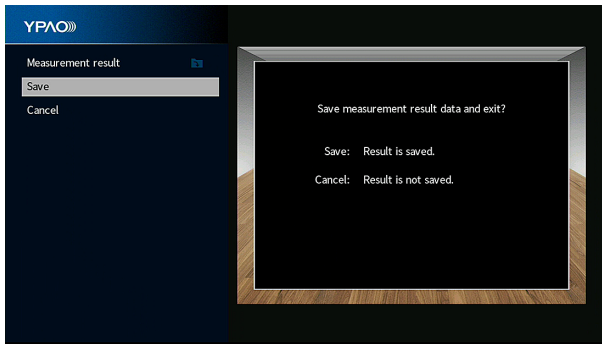 YPAO
Measurement result
Save
Cancel
Save measurement result data and exit?
Save: Result is saved.
Cancel: Result is not saved.